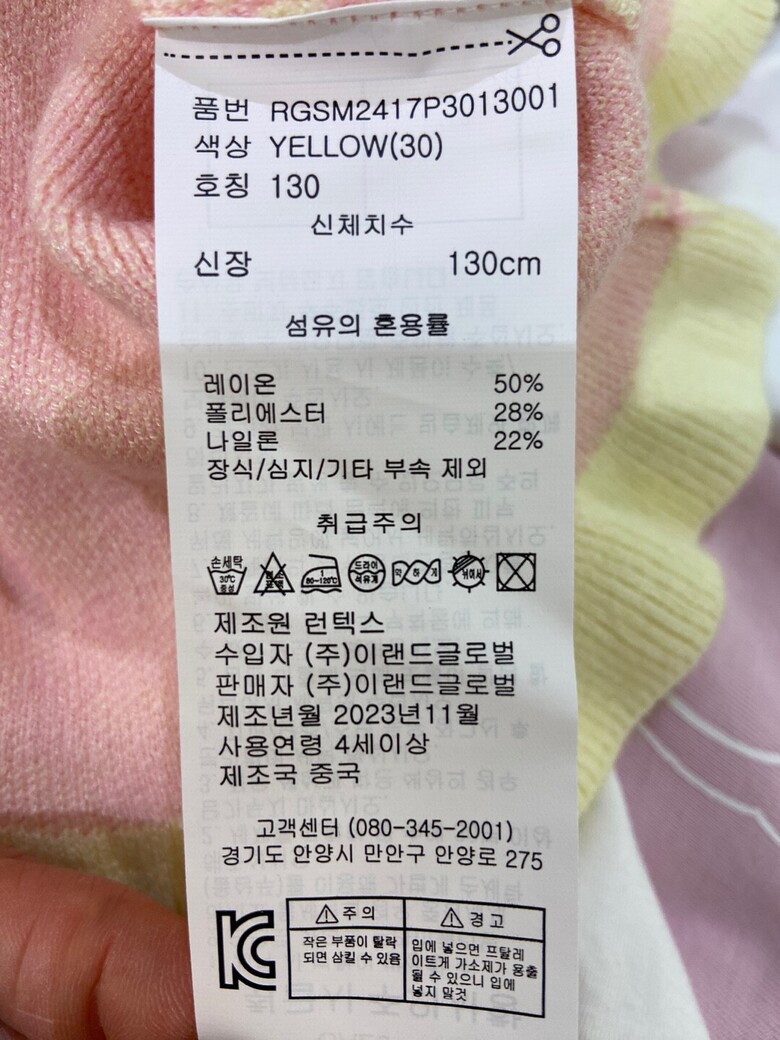 품번 RGSM2417P3013001
색상 YELLOW(30)
호칭 130
신체치수
신장 130cm
섬유의 혼용률
레이온 50%
폴리에스터 28%
나일론 22%
장식/심지/기타 부속 제외
취급주의
손세탁 30℃ 중성 80~120℃ 드라이 석유계 약하게 뉘어서
제조원 런텍스
수입자 (주)이랜드글로벌
판매자 (주)이랜드글로벌
제조년월 2023년11월
사용연령 4세이상
제조국 중국
고객센터 (080-345-2001)
경기도 안양시 만안구 안양로 275
주의 경고
작은 부품이 탈락
되면 삼킬 수 있음
입에 넣으면 프탈레
이트게 가소제가 용출
될 수 있으니 입에
넣지 말것